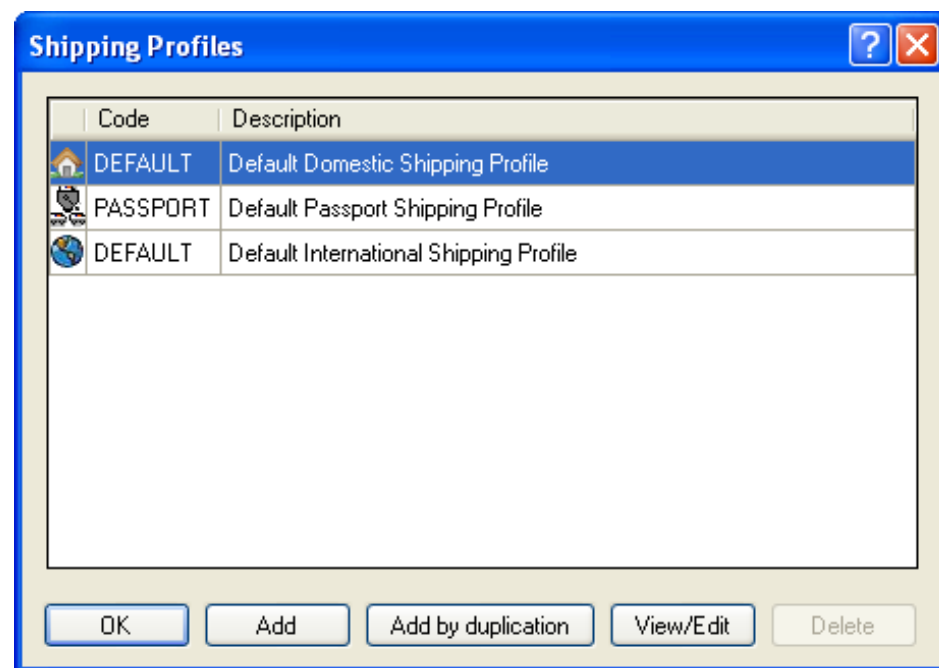 Shipping Profiles
Code Description
DEFAULT Default Domestic Shipping Profile
PASSPORT Default Passport Shipping Profile
DEFAULT Default International Shipping Profile
OK Add Add by duplication View/Edit Delete